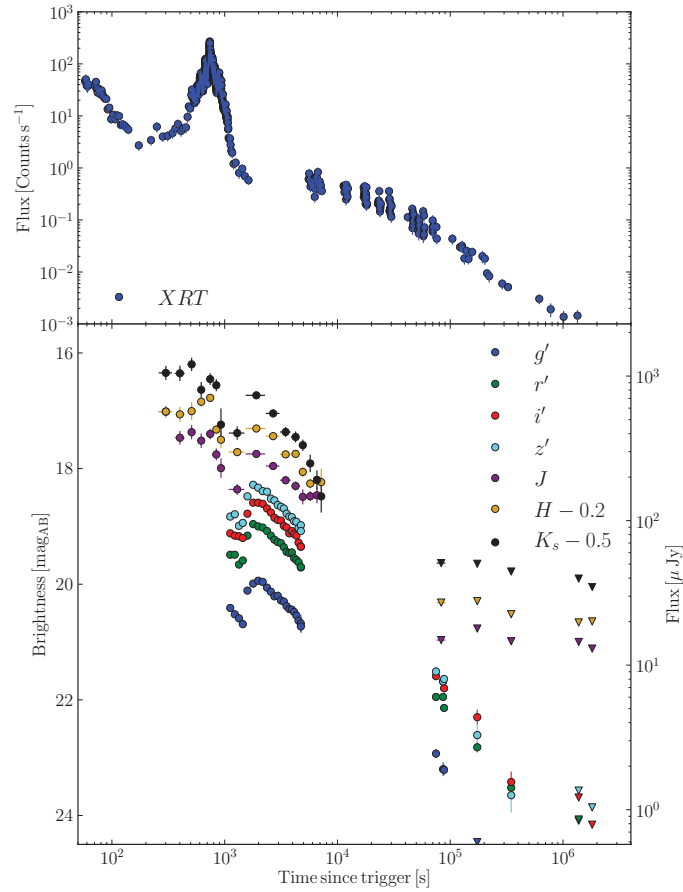 10³
10²
10¹
10⁰
10⁻¹
10⁻²
10⁻³
Flux [Counts s⁻¹]
XRT
16
18
20
22
24
Brightness [mag_AB]
g′
r′
i′
z′
J
H − 0.2
K_s − 0.5
10³
10²
10¹
10⁰
Flux [μ Jy]
10² 10³ 10⁴ 10⁵ 10⁶
Time since trigger [s]